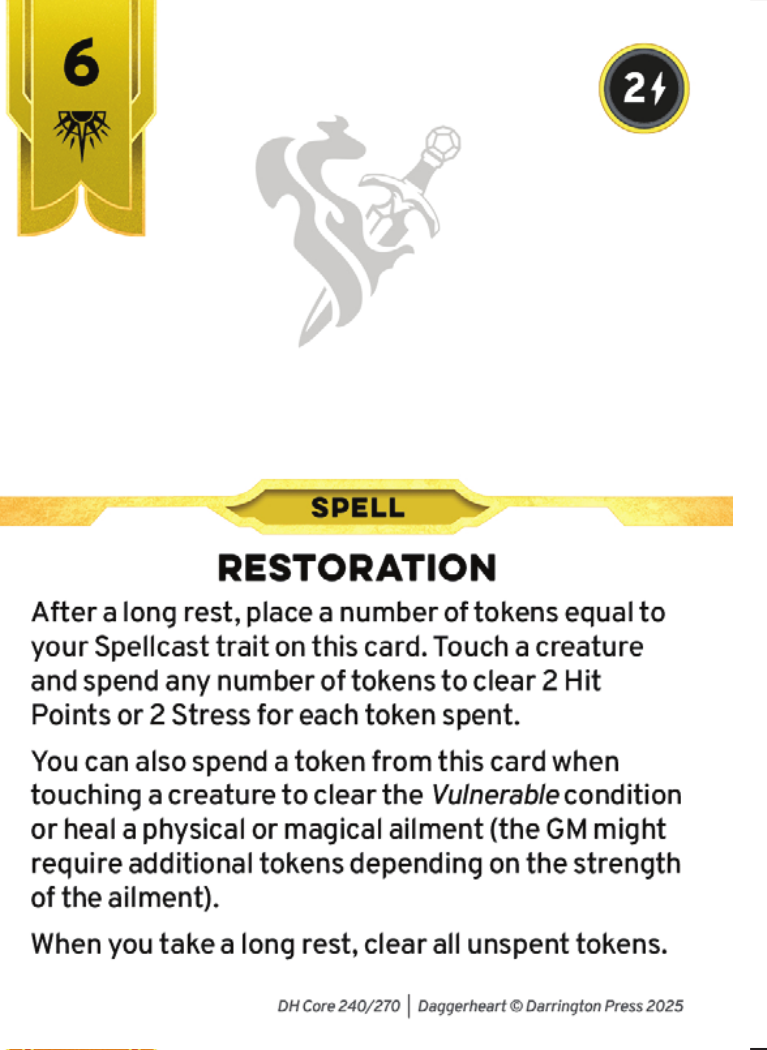 6
2
SPELL
RESTORATION
After a long rest, place a number of tokens equal to
your Spellcast trait on this card. Touch a creature
and spend any number of tokens to clear 2 Hit
Points or 2 Stress for each token spent.
You can also spend a token from this card when
touching a creature to clear the Vulnerable condition
or heal a physical or magical ailment (the GM might
require additional tokens depending on the strength
of the ailment).
When you take a long rest, clear all unspent tokens.
DH Core 240/270 | Daggerheart © Darrington Press 2025